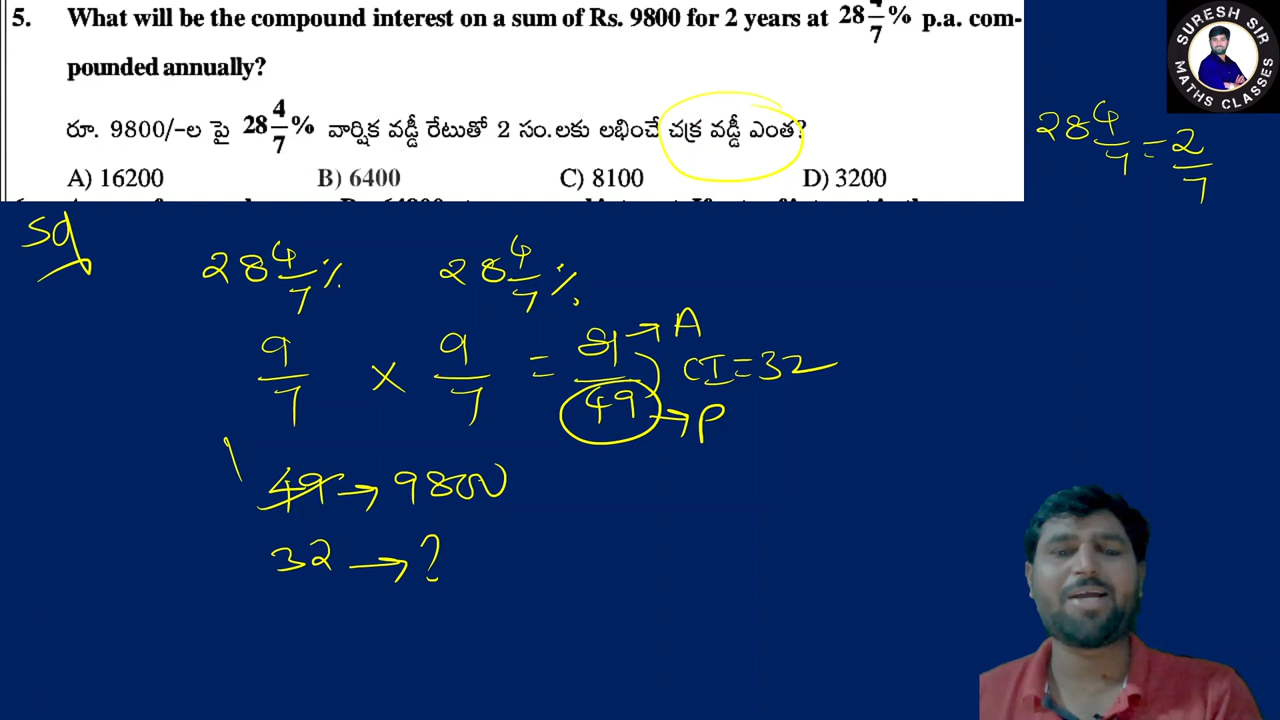 5. What will be the compound interest on a sum of Rs. 9800 for 2 years at 28 4/7 % p.a. com-
pounded annually?
రూ. 9800/-ల పై 28 4/7 % వార్షిక వడ్డీ రేటుతో 2 సం.లకు లభించే చక్ర వడ్డీ ఎంత?
A) 16200 B) 6400 C) 8100 D) 3200
SURESH SIR
MATHS CLASSES
28 4/7 = 2/7
Sol
28 4/7 % 28 4/7 %
9/7 × 9/7 = 81/49 → A
CI = 32
→ P
49 → 9800
32 → ?